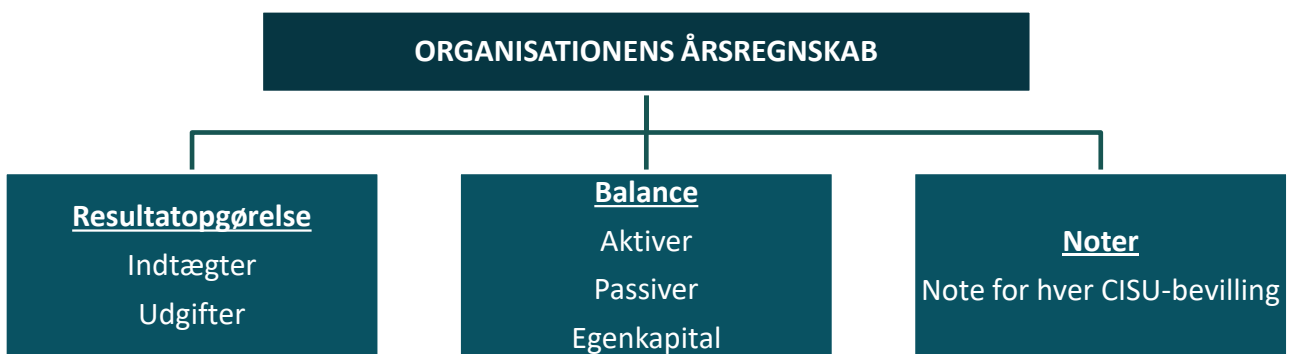 ORGANISATIONENS ÅRSREGNSKAB
Resultatopgørelse
Indtægter
Udgifter
Balance
Aktiver
Passiver
Egenkapital
Noter
Note for hver CISU-bevilling